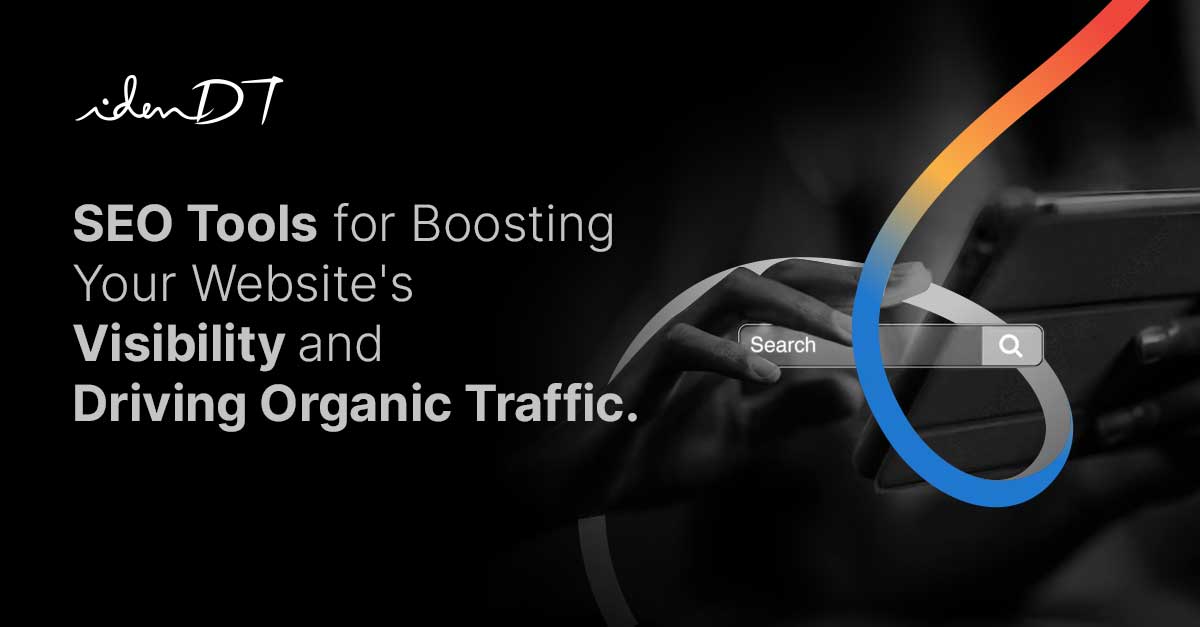 idenDT
SEO Tools for Boosting
Your Website's
Visibility and
Driving Organic Traffic.
Search